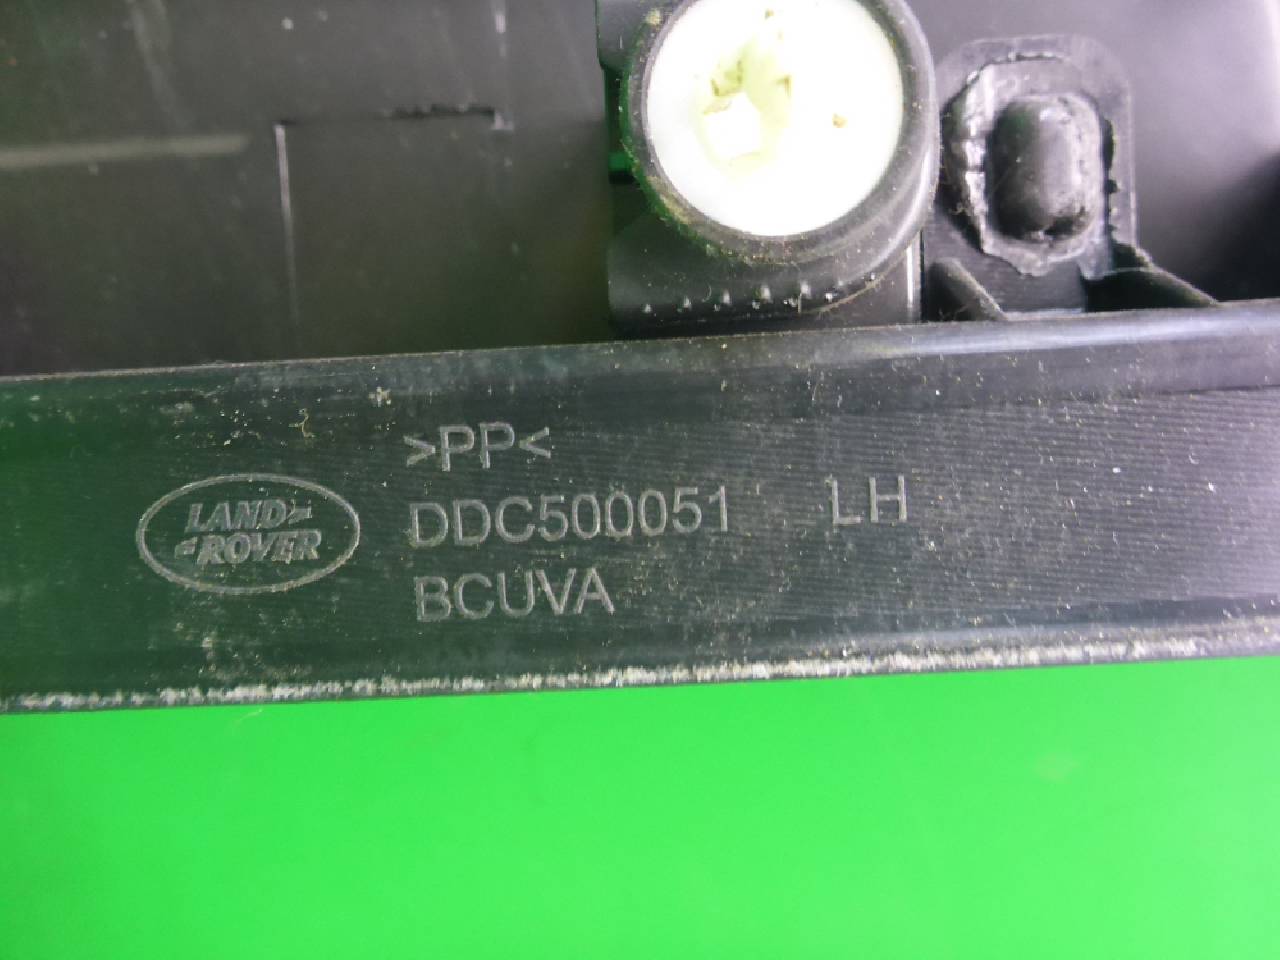 >PP<
LAND
ROVER
DDC500051 LH
BCUVA